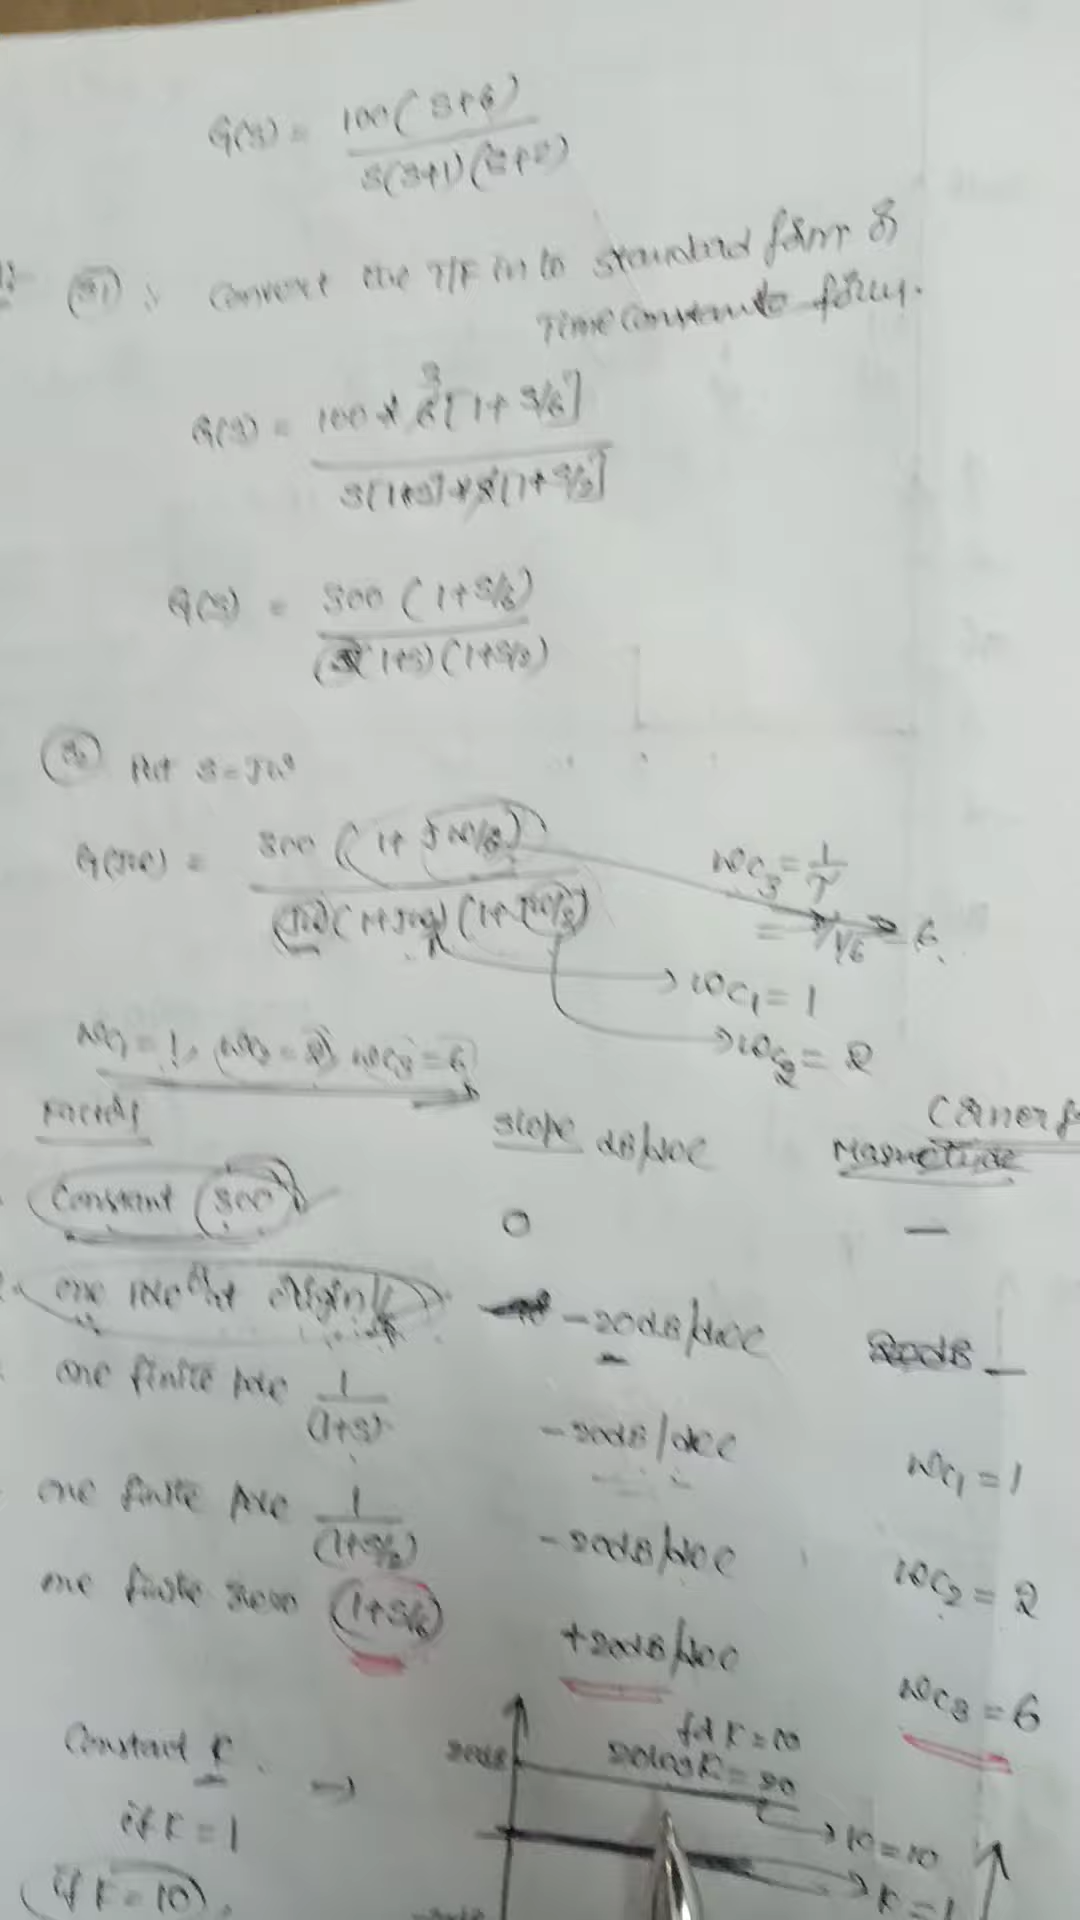 G(s) = 100(s+6) / s(s+1)(s+2)
(S1) : Convert the T/F in to standard form &
Time Constants form.
G(s) = 100 * 6 3 [1+s/6] / s(1+s) * 2 [1+s/2]
G(s) = 300 (1+s/6) / s(1+s)(1+s/2)
Put s=jω
G(jω) = 300 (1+jω/6) / (jω)(1+jω)(1+jω/2)
ωc3 = 1/T
= 1/1/6 = 6
ωc1 = 1
ωc2 = 2
ωc1 = 1, ωc2 = 2, ωc3 = 6
Factors slope dB/dec Corner f
Magnetude
Constant 300 0 —
one pole at origin -20dB/dec —
one finite pole 1/(1+s) -20dB/dec ωc1 = 1
one finite pole 1/(1+s/2) -20dB/dec ωc2 = 2
one finite zero (1+s/6) +20dB/dec ωc3 = 6
Constant K →
if K = 1
if K = 10
for K = 10
20dB 20logK = 20
10 = 10
K = 1